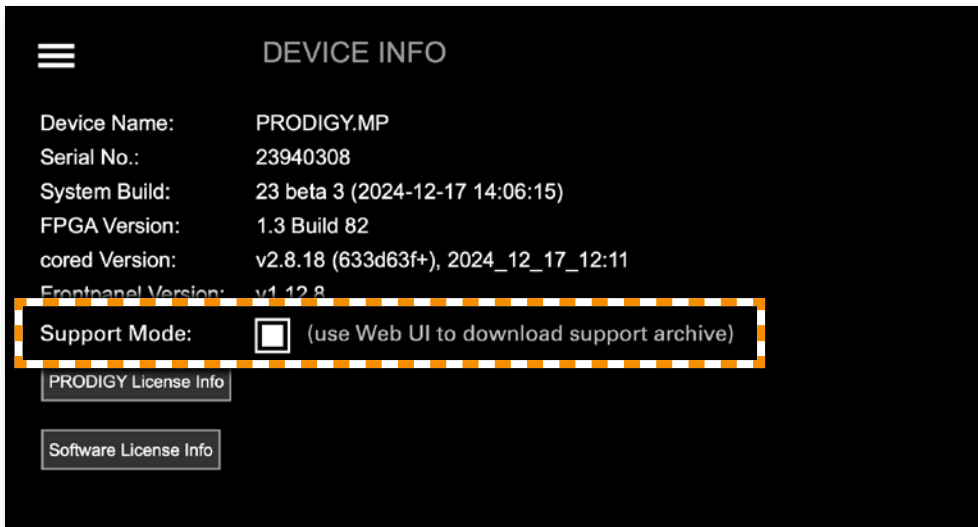 DEVICE INFO
Device Name: PRODIGY.MP
Serial No.: 23940308
System Build: 23 beta 3 (2024-12-17 14:06:15)
FPGA Version: 1.3 Build 82
cored Version: v2.8.18 (633d63f+), 2024_12_17_12:11
Frontpanel Version: v1.12.8
Support Mode: (use Web UI to download support archive)
PRODIGY License Info
Software License Info